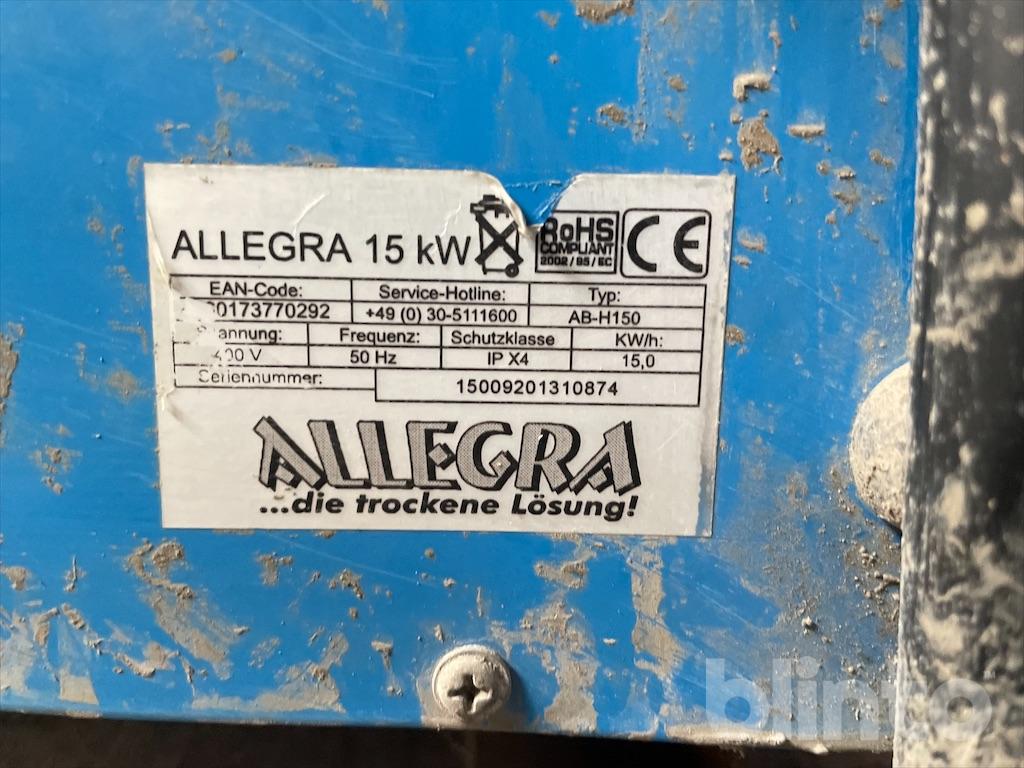 ALLEGRA 15 kW
RoHS
COMPLIANT
2002/95/EC
CE
EAN-Code: Service-Hotline: Typ:
0173770292 +49 (0) 30-5111600 AB-H150
annung: Frequenz: Schutzklasse KW/h:
400 V 50 Hz IP X4 15,0
Seriennummer: 15009201310874
ALLEGRA
...die trockene Lösung!
blinto